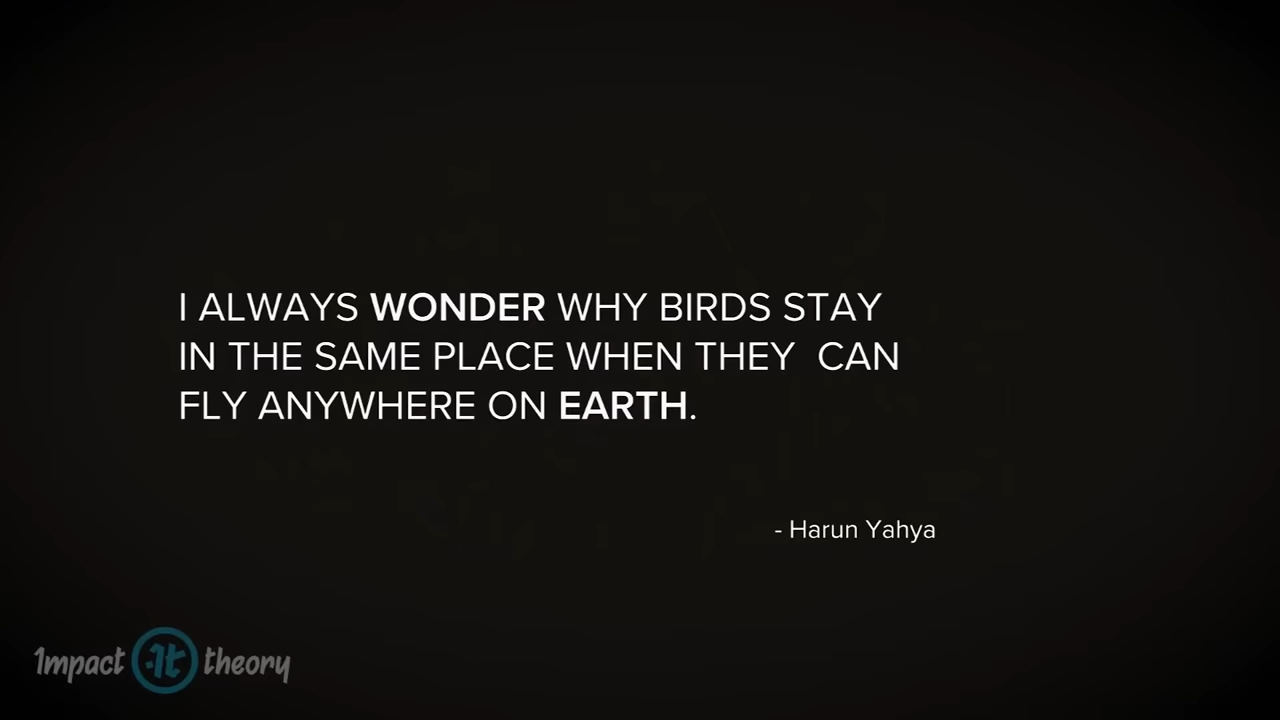 I ALWAYS WONDER WHY BIRDS STAY
IN THE SAME PLACE WHEN THEY  CAN
FLY ANYWHERE ON EARTH.
- Harun Yahya
Impact It theory